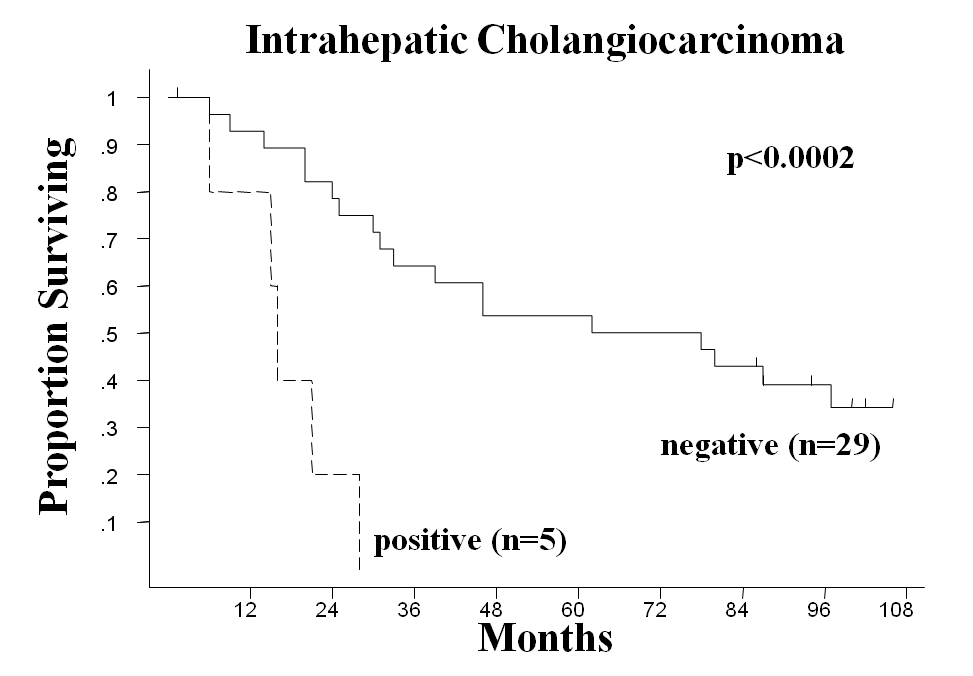 Intrahepatic Cholangiocarcinoma
Proportion Surviving
1
.9
.8
.7
.6
.5
.4
.3
.2
.1
p<0.0002
negative (n=29)
positive (n=5)
12 24 36 48 60 72 84 96 108
Months